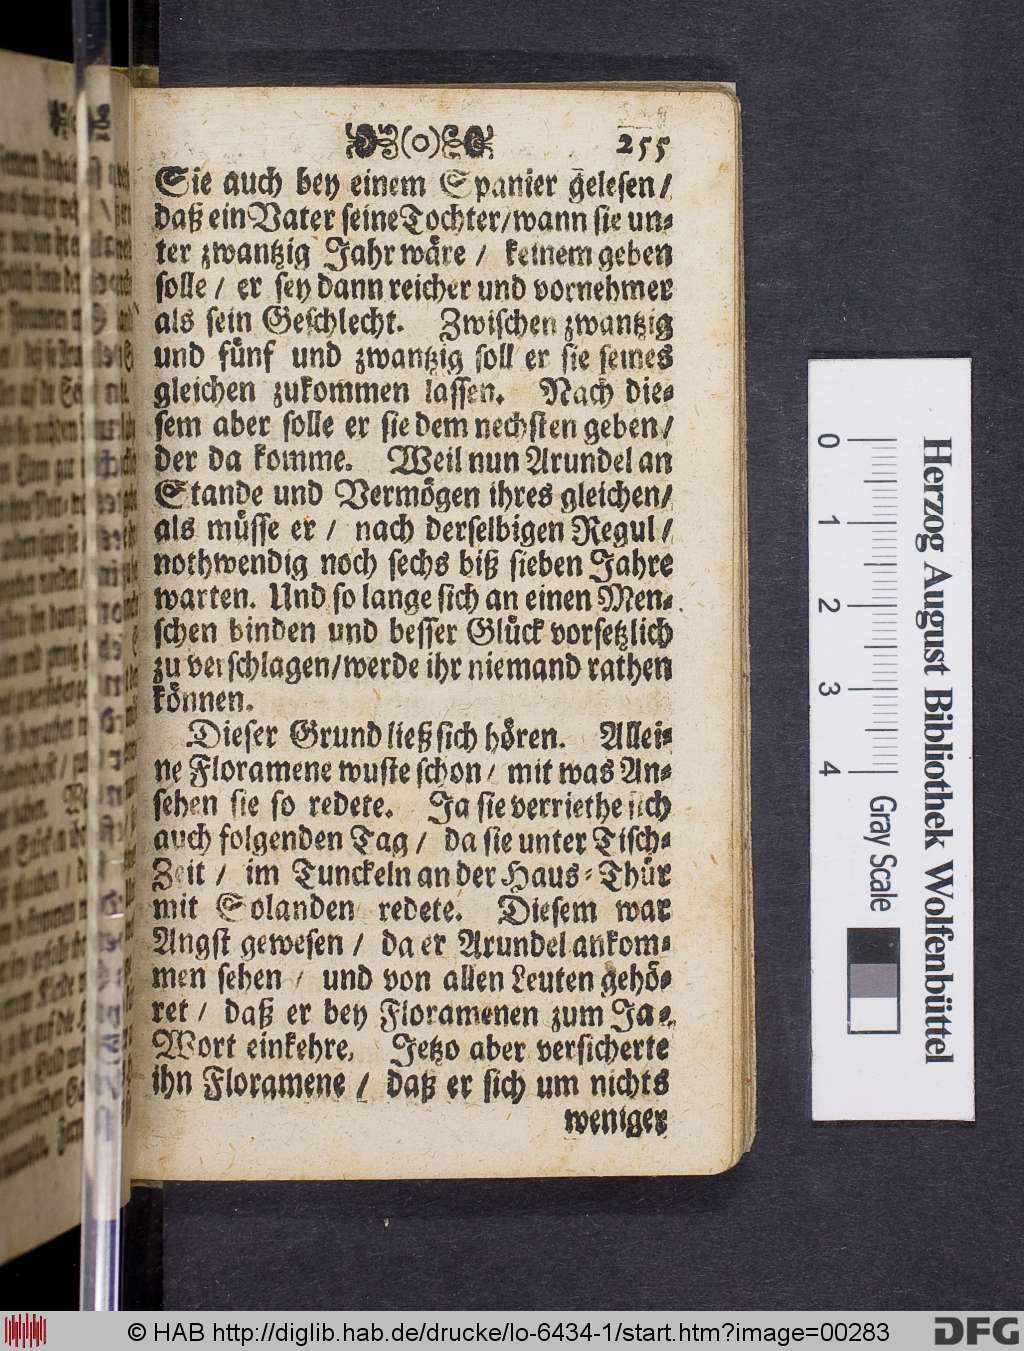 (o)
255
Sie auch bey einem Spanier gelesen /
daß ein Vater seine Tochter / wann sie un-
ter zwantzig Jahr wäre / keinem geben
solle / er sey dann reicher und vornehmer
als sein Geschlecht. Zwischen zwantzig
und fünf und zwantzig soll er sie seines
gleichen zukommen lassen. Nach die-
sem aber solle er sie dem nechsten geben /
der da komme. Weil nun Arundel an
Stande und Vermögen ihres gleichen /
als müsse er / nach derselbigen Regul /
nothwendig noch sechs biß sieben Jahre
warten. Und so lange sich an einen Men-
schen binden und besser Glück vorsetzlich
zu verschlagen / werde ihr niemand rathen
können.
Dieser Grund ließ sich hören. Allei-
ne Floramene wuste schon / mit was An-
sehen sie so redete. Ja sie verriethe sich
auch folgenden Tag / da sie unter Tisch-
Zeit / im Tunckeln an der Haus-Thür
mit Solanden redete. Diesem war
Angst gewesen / da er Arundel ankom-
men sehen / und von allen Leuten gehö-
ret / daß er bey Floramenen zum Ja-
Wort einkehre. Jetzo aber versicherte
ihn Floramene / daß er sich um nichts
weniger
0 1 2 3 4
Gray Scale
Herzog August Bibliothek Wolfenbüttel
© HAB http://diglib.hab.de/drucke/lo-6434-1/start.htm?image=00283
DFG